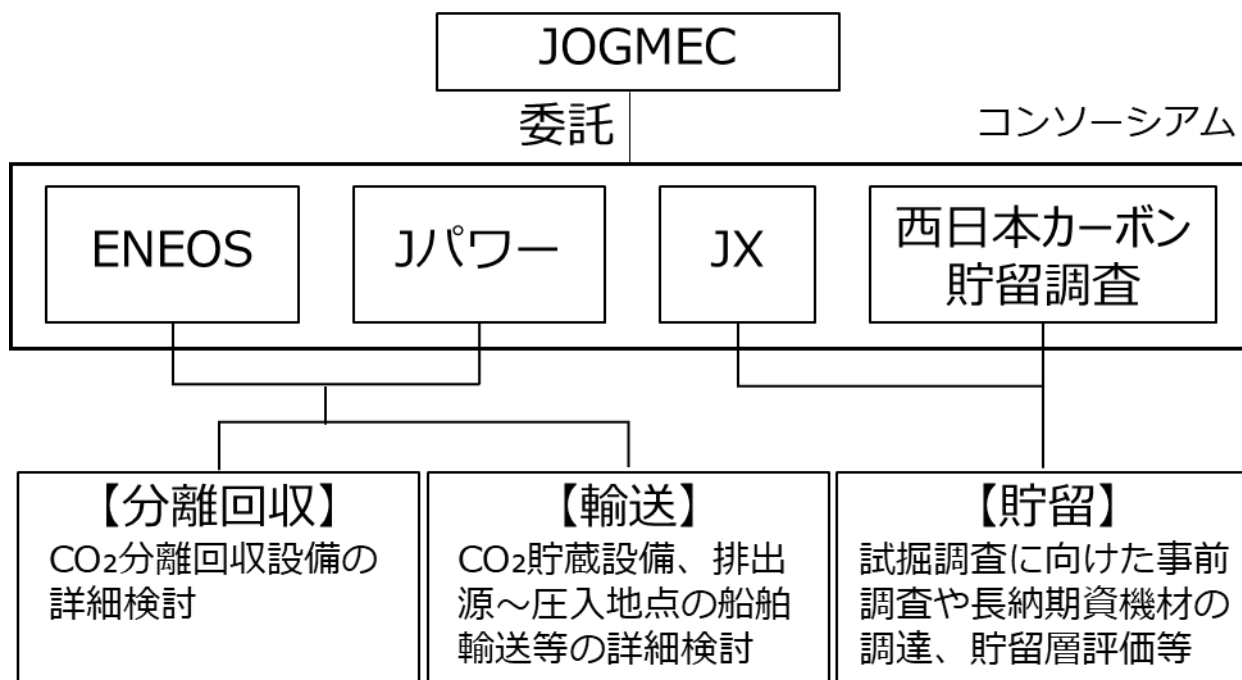 JOGMEC
委託
コンソーシアム
ENEOS
Jパワー
JX
西日本カーボン
貯留調査
【分離回収】
CO₂分離回収設備の
詳細検討
【輸送】
CO₂貯蔵設備、排出
源～圧入地点の船舶
輸送等の詳細検討
【貯留】
試掘調査に向けた事前
調査や長納期資機材の
調達、貯留層評価等